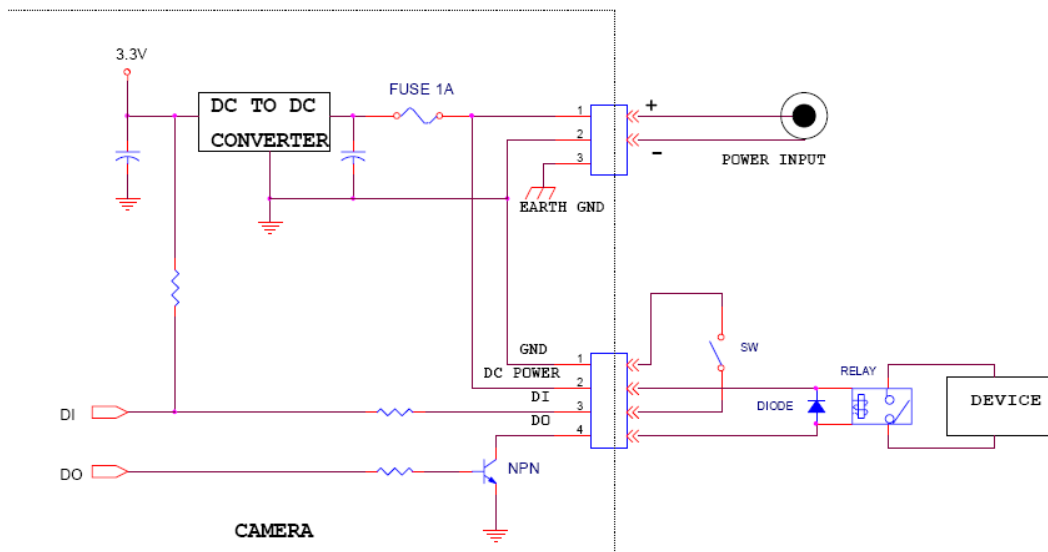 3.3V
FUSE 1A
DC TO DC
CONVERTER
1
2
3
+
-
POWER INPUT
EARTH GND
GND
DC POWER
DI
DO
1
2
3
4
SW
RELAY
DIODE
DEVICE
DI
DO
NPN
CAMERA